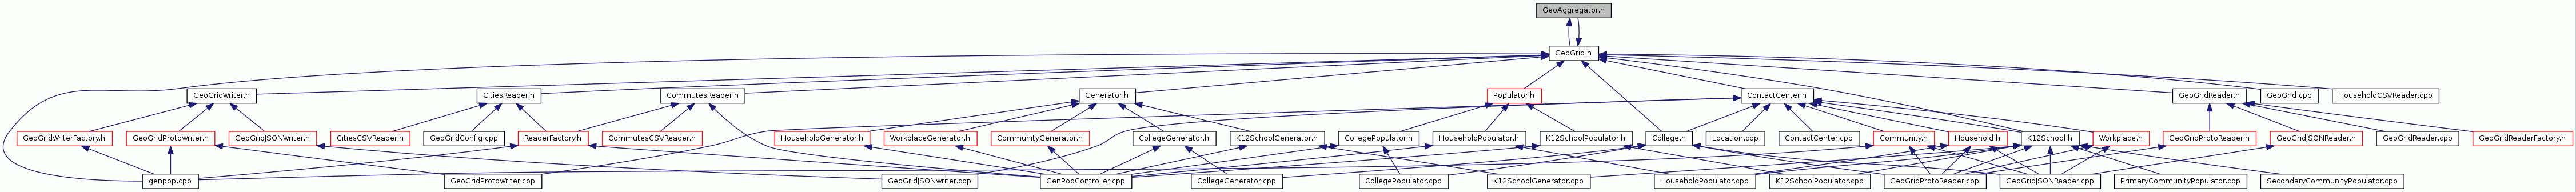 GeoAggregator.h
GeoGrid.h
GeoGridWriter.h
CitiesReader.h
CommutesReader.h
Generator.h
Populator.h
ContactCenter.h
GeoGridReader.h
GeoGrid.cpp
HouseholdCSVReader.cpp
GeoGridWriterFactory.h
GeoGridProtoWriter.h
GeoGridJSONWriter.h
CitiesCSVReader.h
GeoGridConfig.cpp
ReaderFactory.h
CommutesCSVReader.h
HouseholdGenerator.h
WorkplaceGenerator.h
CommunityGenerator.h
CollegeGenerator.h
K12SchoolGenerator.h
CollegePopulator.h
HouseholdPopulator.h
K12SchoolPopulator.h
College.h
Location.cpp
ContactCenter.cpp
Community.h
Household.h
K12School.h
Workplace.h
GeoGridProtoReader.h
GeoGridJSONReader.h
GeoGridReader.cpp
GeoGridReaderFactory.h
genpop.cpp
GeoGridProtoWriter.cpp
GeoGridJSONWriter.cpp
GenPopController.cpp
CollegeGenerator.cpp
CollegePopulator.cpp
K12SchoolGenerator.cpp
HouseholdPopulator.cpp
K12SchoolPopulator.cpp
GeoGridProtoReader.cpp
GeoGridJSONReader.cpp
PrimaryCommunityPopulator.cpp
SecondaryCommunityPopulator.cpp